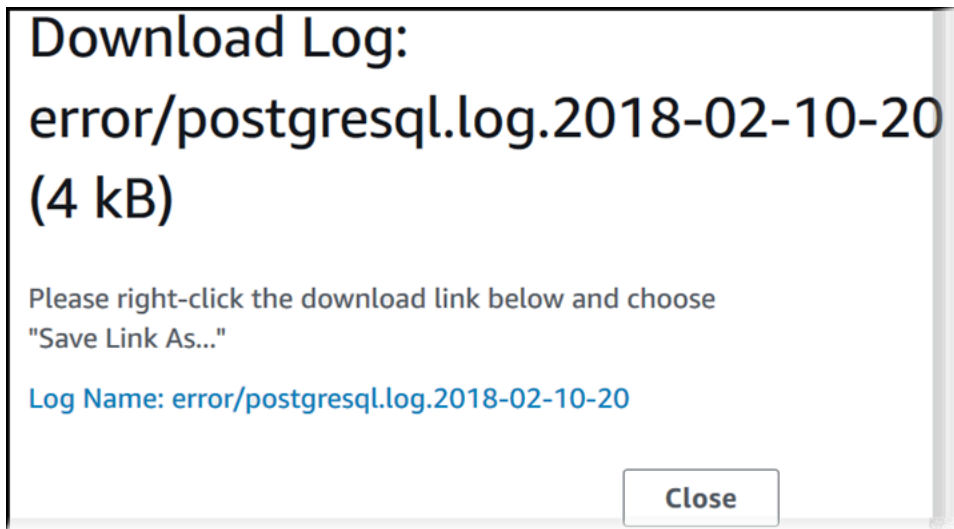 Download Log:
error/postgresql.log.2018-02-10-20
(4 kB)
Please right-click the download link below and choose
"Save Link As..."
Log Name: error/postgresql.log.2018-02-10-20
Close